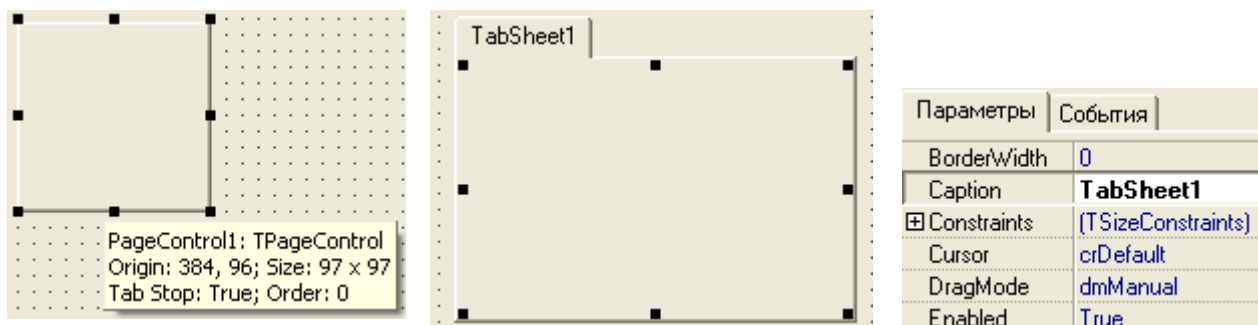 PageControl1: TPageControl
Origin: 384, 96; Size: 97 x 97
Tab Stop: True; Order: 0
TabSheet1
Параметры События
BorderWidth 0
Caption TabSheet1
Constraints (TSizeConstraints)
Cursor crDefault
DragMode dmManual
Enabled True